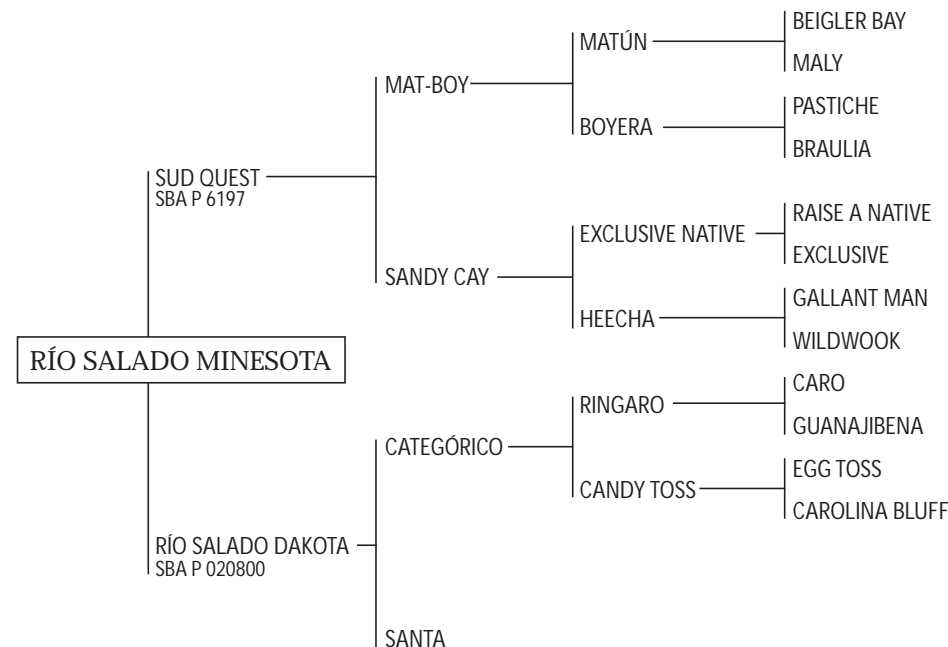 BEIGLER BAY
MATÚN
MALY
MAT-BOY
PASTICHE
BOYERA
BRAULIA
SUD QUEST
SBA P 6197
RAISE A NATIVE
EXCLUSIVE NATIVE
EXCLUSIVE
SANDY CAY
GALLANT MAN
HEECHA
WILDWOOK
RÍO SALADO MINESOTA
CARO
RINGARO
GUANAJIBENA
CATEGÓRICO
EGG TOSS
CANDY TOSS
CAROLINA BLUFF
RÍO SALADO DAKOTA
SBA P 020800
SANTA